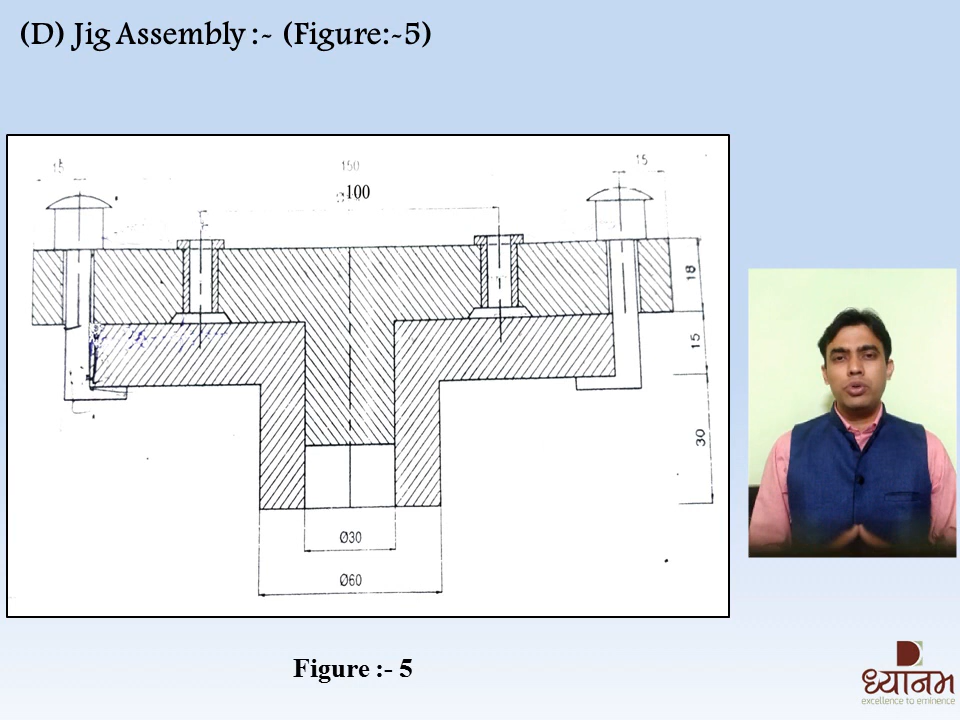 (D) Jig Assembly :- (Figure:-5)
15
150
15
100
18
15
30
Ø30
Ø60
Figure :- 5
ध्यानम
excellence to eminence